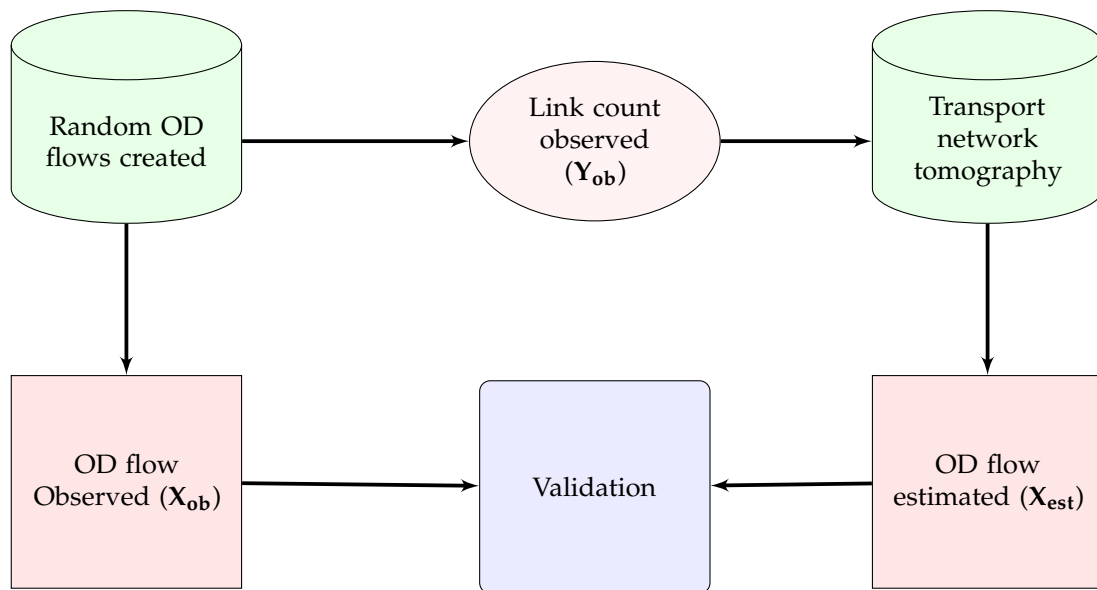 Random OD
flows created
Link count
observed
(Y_ob)
Transport
network
tomography
OD flow
Observed (X_ob)
Validation
OD flow
estimated (X_est)